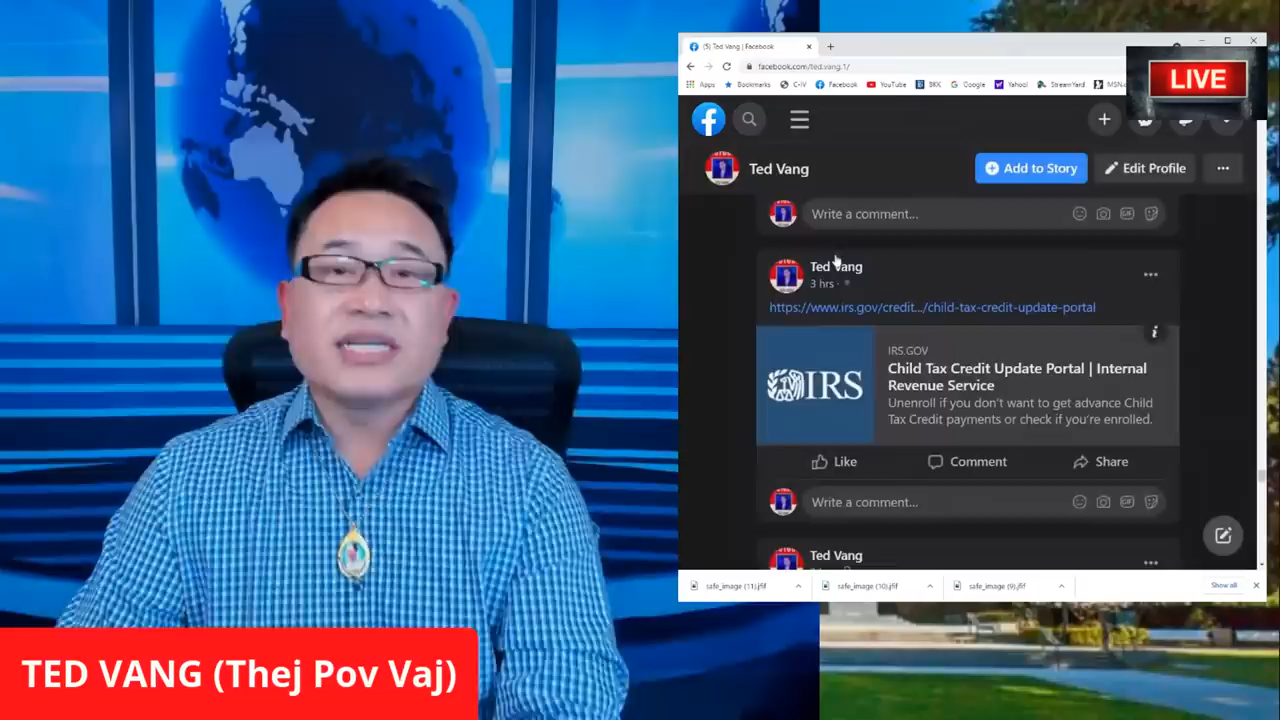 (5) Ted Vang | Facebook
facebook.com/ted.vang.1/
Apps Bookmarks C-IV Facebook YouTube BKK Google Yahoo! StreamYard
LIVE
Ted Vang
Add to Story
Edit Profile
Write a comment...
Ted Vang
3 hrs ·
https://www.irs.gov/credit.../child-tax-credit-update-portal
IRS
IRS.GOV
Child Tax Credit Update Portal | Internal
Revenue Service
Unenroll if you don't want to get advance Child
Tax Credit payments or check if you're enrolled.
Like
Comment
Share
Write a comment...
GIF
Ted Vang
safe_image (11).jfif
safe_image (10).jfif
safe_image (9).jfif
Show all
TED VANG (Thej Pov Vaj)